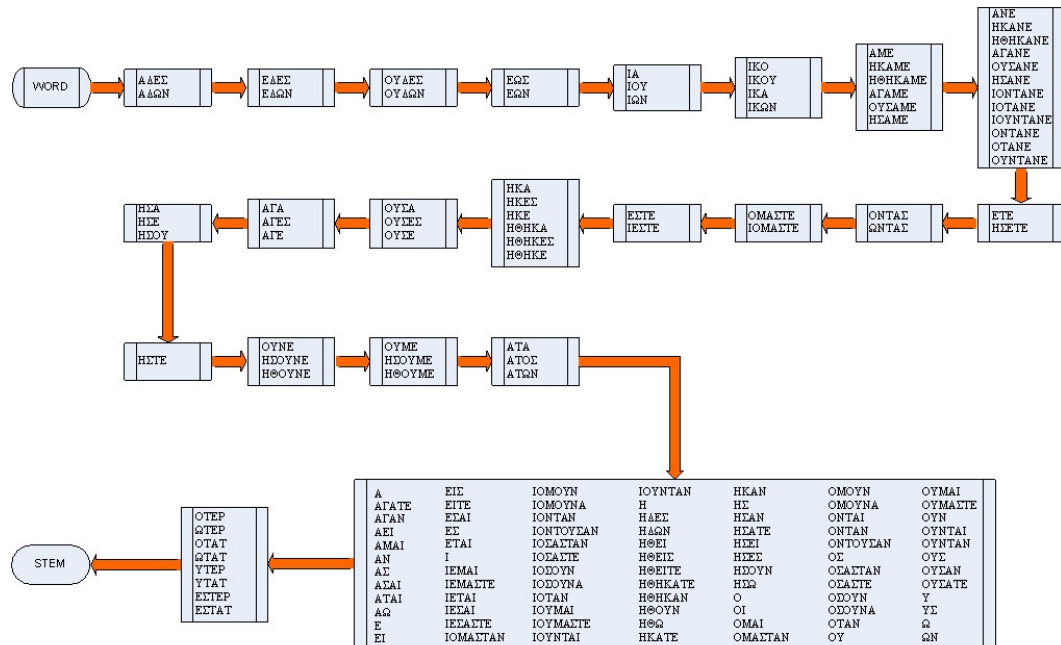 WORD
ΑΔΕΣ
ΑΔΩΝ
ΕΔΕΣ
ΕΔΩΝ
ΟΥΔΕΣ
ΟΥΔΩΝ
ΕΩΣ
ΕΩΝ
ΙΑ
ΙΟΥ
ΙΩΝ
ΙΚΟ
ΙΚΟΥ
ΙΚΑ
ΙΚΩΝ
ΑΜΕ
ΗΚΑΜΕ
ΗΘΗΚΑΜΕ
ΑΓΑΜΕ
ΟΥΣΑΜΕ
ΗΣΑΜΕ
ΑΝΕ
ΗΚΑΝΕ
ΗΘΗΚΑΝΕ
ΑΓΑΝΕ
ΟΥΣΑΝΕ
ΗΣΑΝΕ
ΙΟΝΤΑΝΕ
ΙΟΤΑΝΕ
ΙΟΥΝΤΑΝΕ
ΟΝΤΑΝΕ
ΟΤΑΝΕ
ΟΥΝΤΑΝΕ
ΕΤΕ
ΗΣΕΤΕ
ΟΝΤΑΣ
ΩΝΤΑΣ
ΟΜΑΣΤΕ
ΙΟΜΑΣΤΕ
ΕΣΤΕ
ΙΕΣΤΕ
ΗΚΑ
ΗΚΕΣ
ΗΚΕ
ΗΘΗΚΑ
ΗΘΗΚΕΣ
ΗΘΗΚΕ
ΟΥΣΑ
ΟΥΣΕΣ
ΟΥΣΕ
ΑΓΑ
ΑΓΕΣ
ΑΓΕ
ΗΣΑ
ΗΣΕ
ΗΣΟΥ
ΗΣΤΕ
ΟΥΝΕ
ΗΣΟΥΝΕ
ΗΘΟΥΝΕ
ΟΥΜΕ
ΗΣΟΥΜΕ
ΗΘΟΥΜΕ
ΑΤΑ
ΑΤΟΣ
ΑΤΩΝ
Α ΕΙΣ ΙΟΜΟΥΝ ΙΟΥΝΤΑΝ ΗΚΑΝ ΟΜΟΥΝ ΟΥΜΑΙ
ΑΓΑΤΕ ΕΙΤΕ ΙΟΜΟΥΝΑ Η ΗΣ ΟΜΟΥΝΑ ΟΥΜΑΣΤΕ
ΑΓΑΝ ΕΣΑΙ ΙΟΝΤΑΝ ΗΔΕΣ ΗΣΑΝ ΟΝΤΑΙ ΟΥΝ
ΑΕΙ ΕΣ ΙΟΝΤΟΥΣΑΝ ΗΔΩΝ ΗΣΑΤΕ ΟΝΤΑΝ ΟΥΝΤΑΙ
ΑΜΑΙ ΕΤΑΙ ΙΟΣΑΣΤΑΝ ΗΘΕΙ ΗΣΕΙ ΟΝΤΟΥΣΑΝ ΟΥΝΤΑΝ
ΑΝ Ι ΙΟΣΑΣΤΕ ΗΘΕΙΣ ΗΣΕΣ ΟΣ ΟΥΣ
ΑΣ ΙΕΜΑΙ ΙΟΣΟΥΝ ΗΘΕΙΤΕ ΗΣΟΥΝ ΟΣΑΣΤΑΝ ΟΥΣΑΝ
ΑΣΑΙ ΙΕΜΑΣΤΕ ΙΟΣΟΥΝΑ ΗΘΗΚΑΤΕ ΗΣΩ ΟΣΑΣΤΕ ΟΥΣΑΤΕ
ΑΤΑΙ ΙΕΤΑΙ ΙΟΤΑΝ ΗΘΗΚΑΝ Ο ΟΣΟΥΝ Υ
ΑΩ ΙΕΣΑΙ ΙΟΥΜΑΙ ΗΘΟΥΝ ΟΙ ΟΣΟΥΝΑ ΥΣ
Ε ΙΕΣΑΣΤΕ ΙΟΥΜΑΣΤΕ ΗΘΩ ΟΜΑΙ ΟΤΑΝ Ω
ΕΙ ΙΟΜΑΣΤΑΝ ΙΟΥΝΤΑΙ ΗΚΑΤΕ ΟΜΑΣΤΑΝ ΟΥ ΩΝ
ΟΤΕΡ
ΩΤΕΡ
ΟΤΑΤ
ΩΤΑΤ
ΥΤΕΡ
ΥΤΑΤ
ΕΣΤΕΡ
ΕΣΤΑΤ
STEM